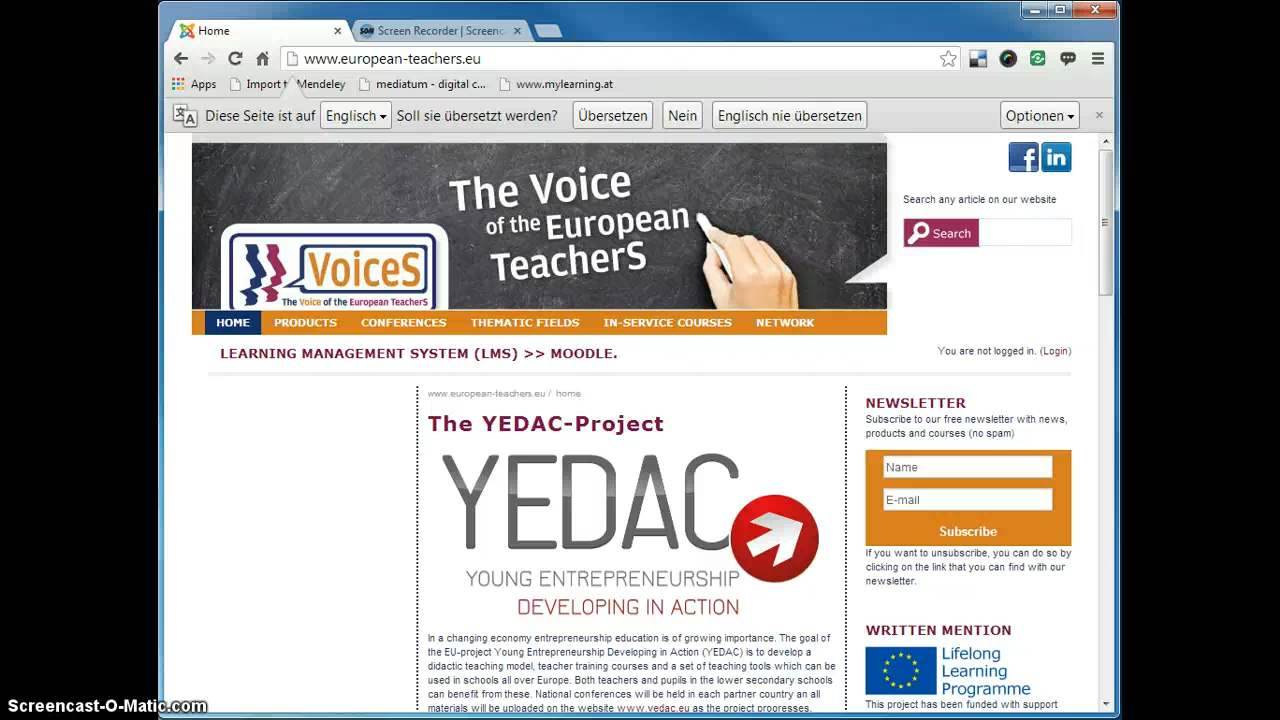 Home
Screen Recorder | Screenc
www.european-teachers.eu
Apps
Import t Mendeley
mediatum - digital c...
www.mylearning.at
Diese Seite ist auf Englisch Soll sie übersetzt werden? Übersetzen Nein Englisch nie übersetzen Optionen
The Voice
of the European
TeacherS
VoiceS
The Voice of the European TeacherS
Search any article on our website
Search
HOME PRODUCTS CONFERENCES THEMATIC FIELDS IN-SERVICE COURSES NETWORK
LEARNING MANAGEMENT SYSTEM (LMS) >> MOODLE.
You are not logged in. (Login)
www.european-teachers.eu / home
The YEDAC-Project
YEDAC
YOUNG ENTREPRENEURSHIP
DEVELOPING IN ACTION
In a changing economy entrepreneurship education is of growing importance. The goal of
the EU-project Young Entrepreneurship Developing in Action (YEDAC) is to develop a
didactic teaching model, teacher training courses and a set of teaching tools which can be
used in schools all over Europe. Both teachers and pupils in the lower secondary schools
can benefit from these. National conferences will be held in each partner country an all
materials will be uploaded on the website www.yedac.eu as the project progresses.
NEWSLETTER
Subscribe to our free newsletter with news,
products and courses (no spam)
Name
E-mail
Subscribe
If you want to unsubscribe, you can do so by
clicking on the link that you can find with our
newsletter.
WRITTEN MENTION
Lifelong
Learning
Programme
This project has been funded with support
Screencast-O-Matic.com